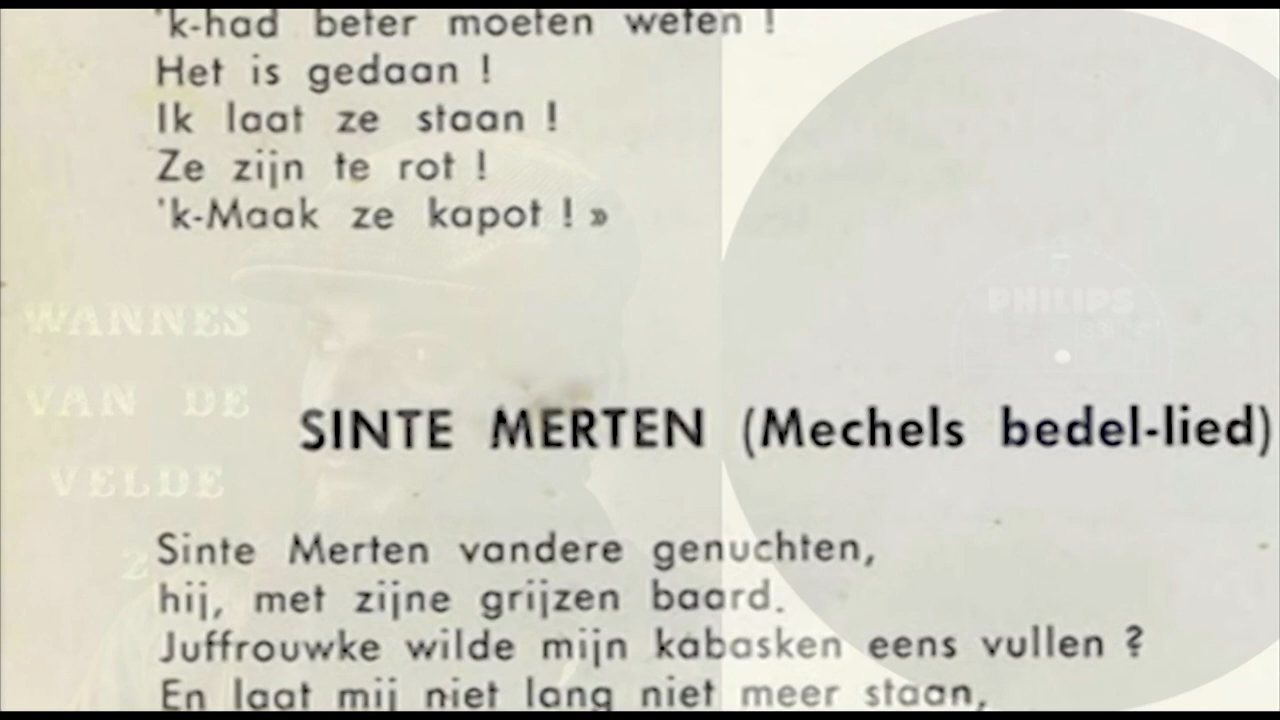 'k-had beter moeten weten !
Het is gedaan !
Ik laat ze staan !
Ze zijn te rot !
'k-Maak ze kapot ! »
WANNES
VAN DE
VELDE
2
PHILIPS
SINTE MERTEN (Mechels bedel-lied)
Sinte Merten vandere genuchten,
hij, met zijne grijzen baard.
Juffrouwke wilde mijn kabasken eens vullen ?
En laat mij niet lang niet meer staan,